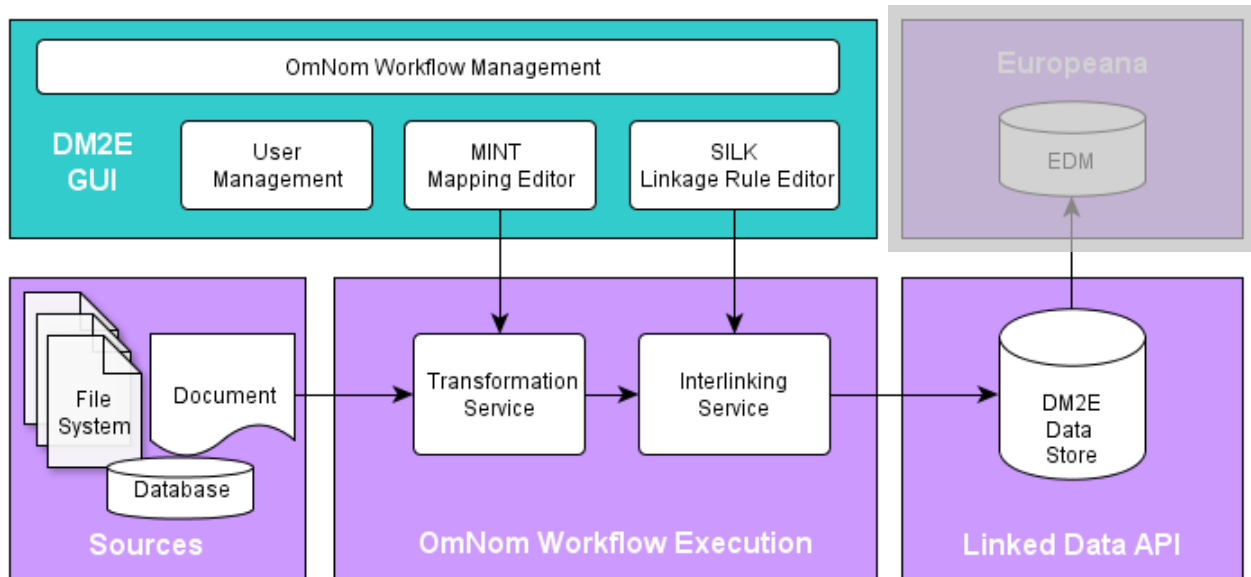 OmNom Workflow Management
DM2E
GUI
User
Management
MINT
Mapping Editor
SILK
Linkage Rule Editor
Europeana
EDM
File
System
Document
Database
Sources
Transformation
Service
Interlinking
Service
OmNom Workflow Execution
DM2E
Data
Store
Linked Data API